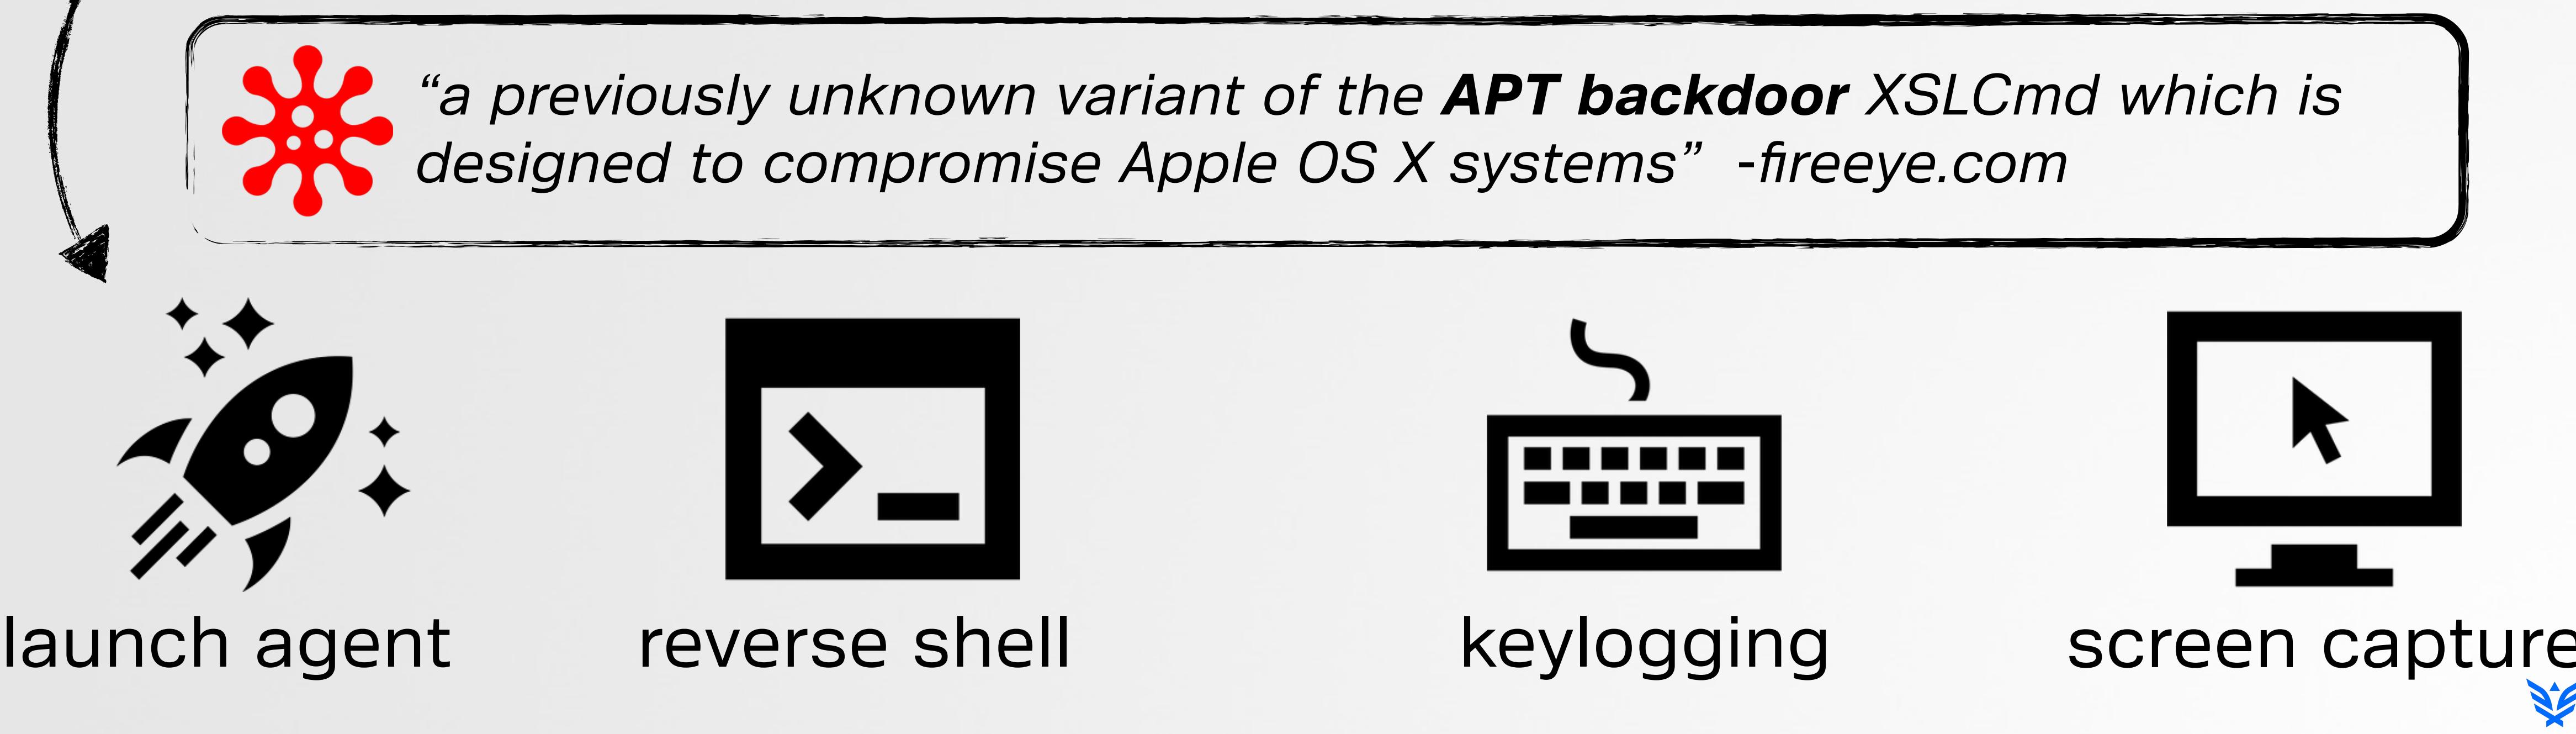 “a previously unknown variant of the APT backdoor XSLCmd which is
designed to compromise Apple OS X systems” -fireeye.com
launch agent
reverse shell
keylogging
screen capture